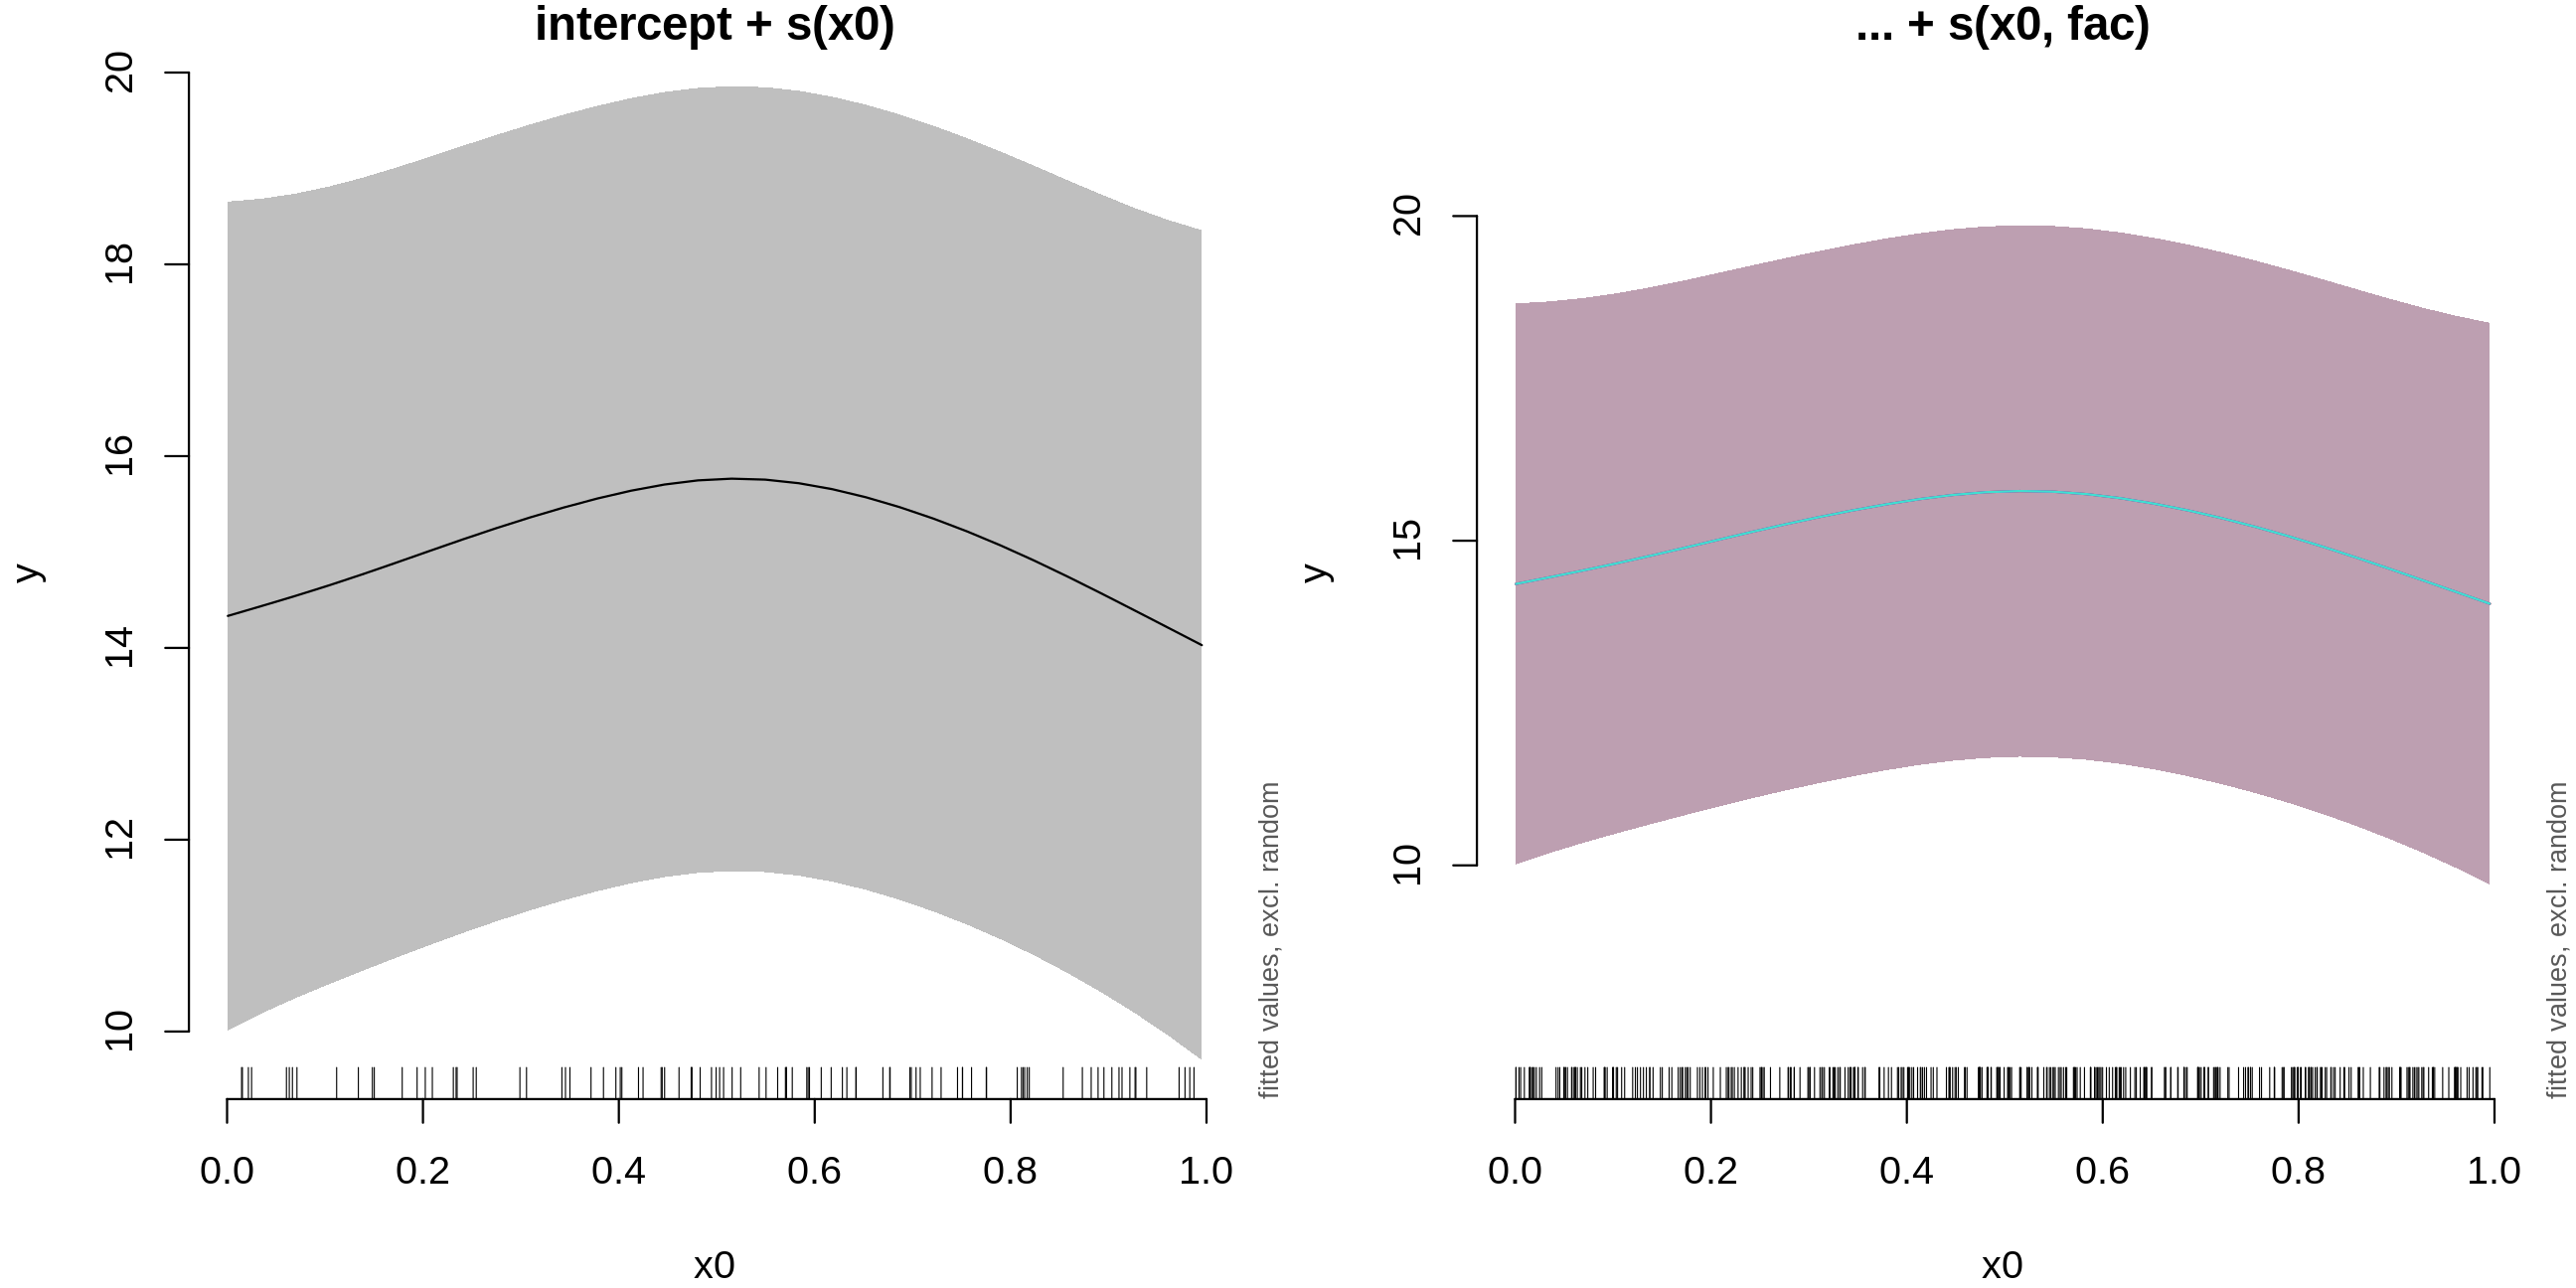 intercept + s(x0)
20
18
16
14
12
10
y
0.0 0.2 0.4 0.6 0.8 1.0
x0
fitted values, excl. random
... + s(x0, fac)
20
15
10
y
0.0 0.2 0.4 0.6 0.8 1.0
x0
fitted values, excl. random